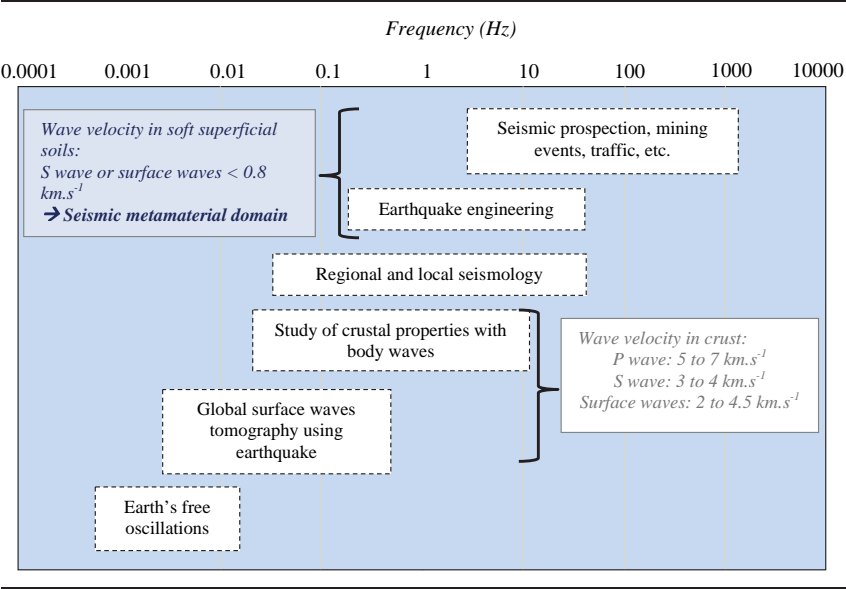 Frequency (Hz)
0.0001 0.001 0.01 0.1 1 10 100 1000 10000
Wave velocity in soft superficial
soils:
S wave or surface waves < 0.8
km.s⁻¹
→ Seismic metamaterial domain
Seismic prospection, mining
events, traffic, etc.
Earthquake engineering
Regional and local seismology
Study of crustal properties with
body waves
Wave velocity in crust:
P wave: 5 to 7 km.s⁻¹
S wave: 3 to 4 km.s⁻¹
Surface waves: 2 to 4.5 km.s⁻¹
Global surface waves
tomography using
earthquake
Earth’s free
oscillations